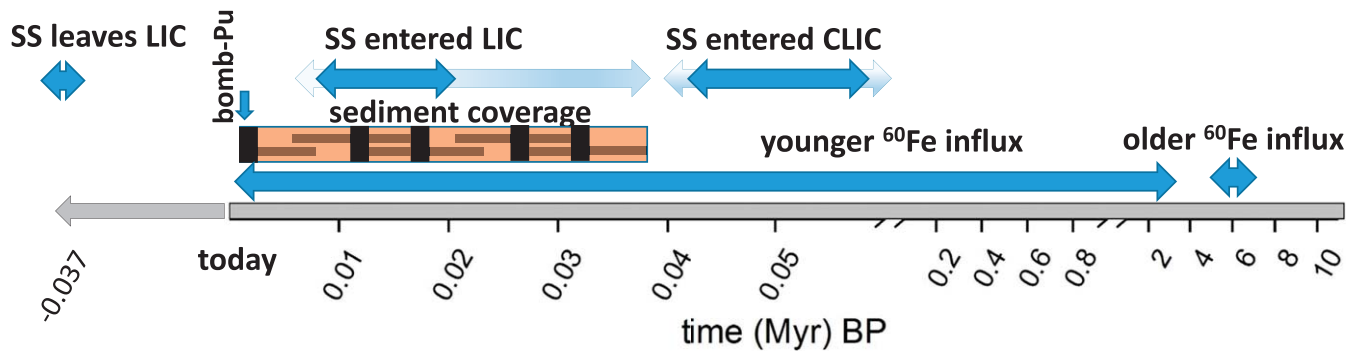 SS leaves LIC
bomb-Pu
SS entered LIC
SS entered CLIC
sediment coverage
younger ⁶⁰Fe influx
older ⁶⁰Fe influx
-0.037
today
0.01
0.02
0.03
0.04
0.05
0.2
0.4
0.6
0.8
2
4
6
8
10
time (Myr) BP